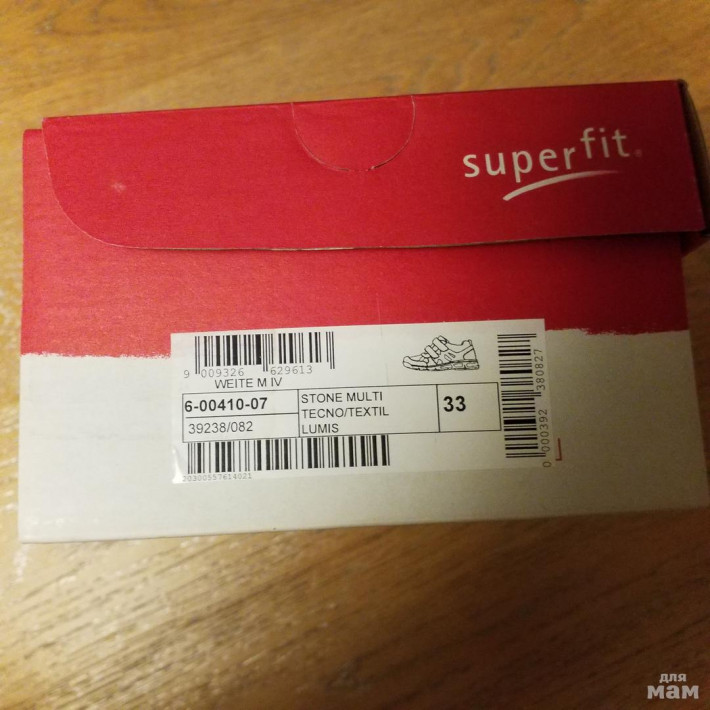 superfit
9 009326 629613
WEITE M IV
6-00410-07
39238/082
STONE MULTI
TECNO/TEXTIL
LUMIS
33
20300557614021
0 000392 380827
для
мам